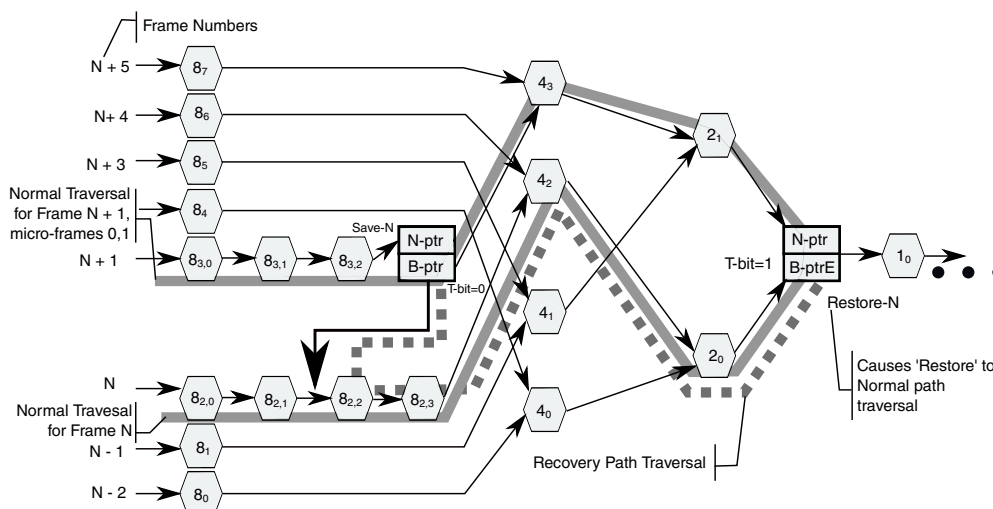 Frame Numbers
N + 5
8₇
4₃
N+ 4
8₆
2₁
N + 3
8₅
4₂
Normal Traversal
for Frame N + 1,
micro-frames 0,1
8₄
Save-N
N-ptr
B-ptr
T-bit=0
N + 1
8₃,₀
8₃,₁
8₃,₂
N-ptr
B-ptrE
T-bit=1
1₀
Restore-N
4₁
Causes 'Restore' to
Normal path
traversal
2₀
N
8₂,₀
8₂,₁
8₂,₂
8₂,₃
4₀
Normal Travesal
for Frame N
N - 1
8₁
Recovery Path Traversal
N - 2
8₀